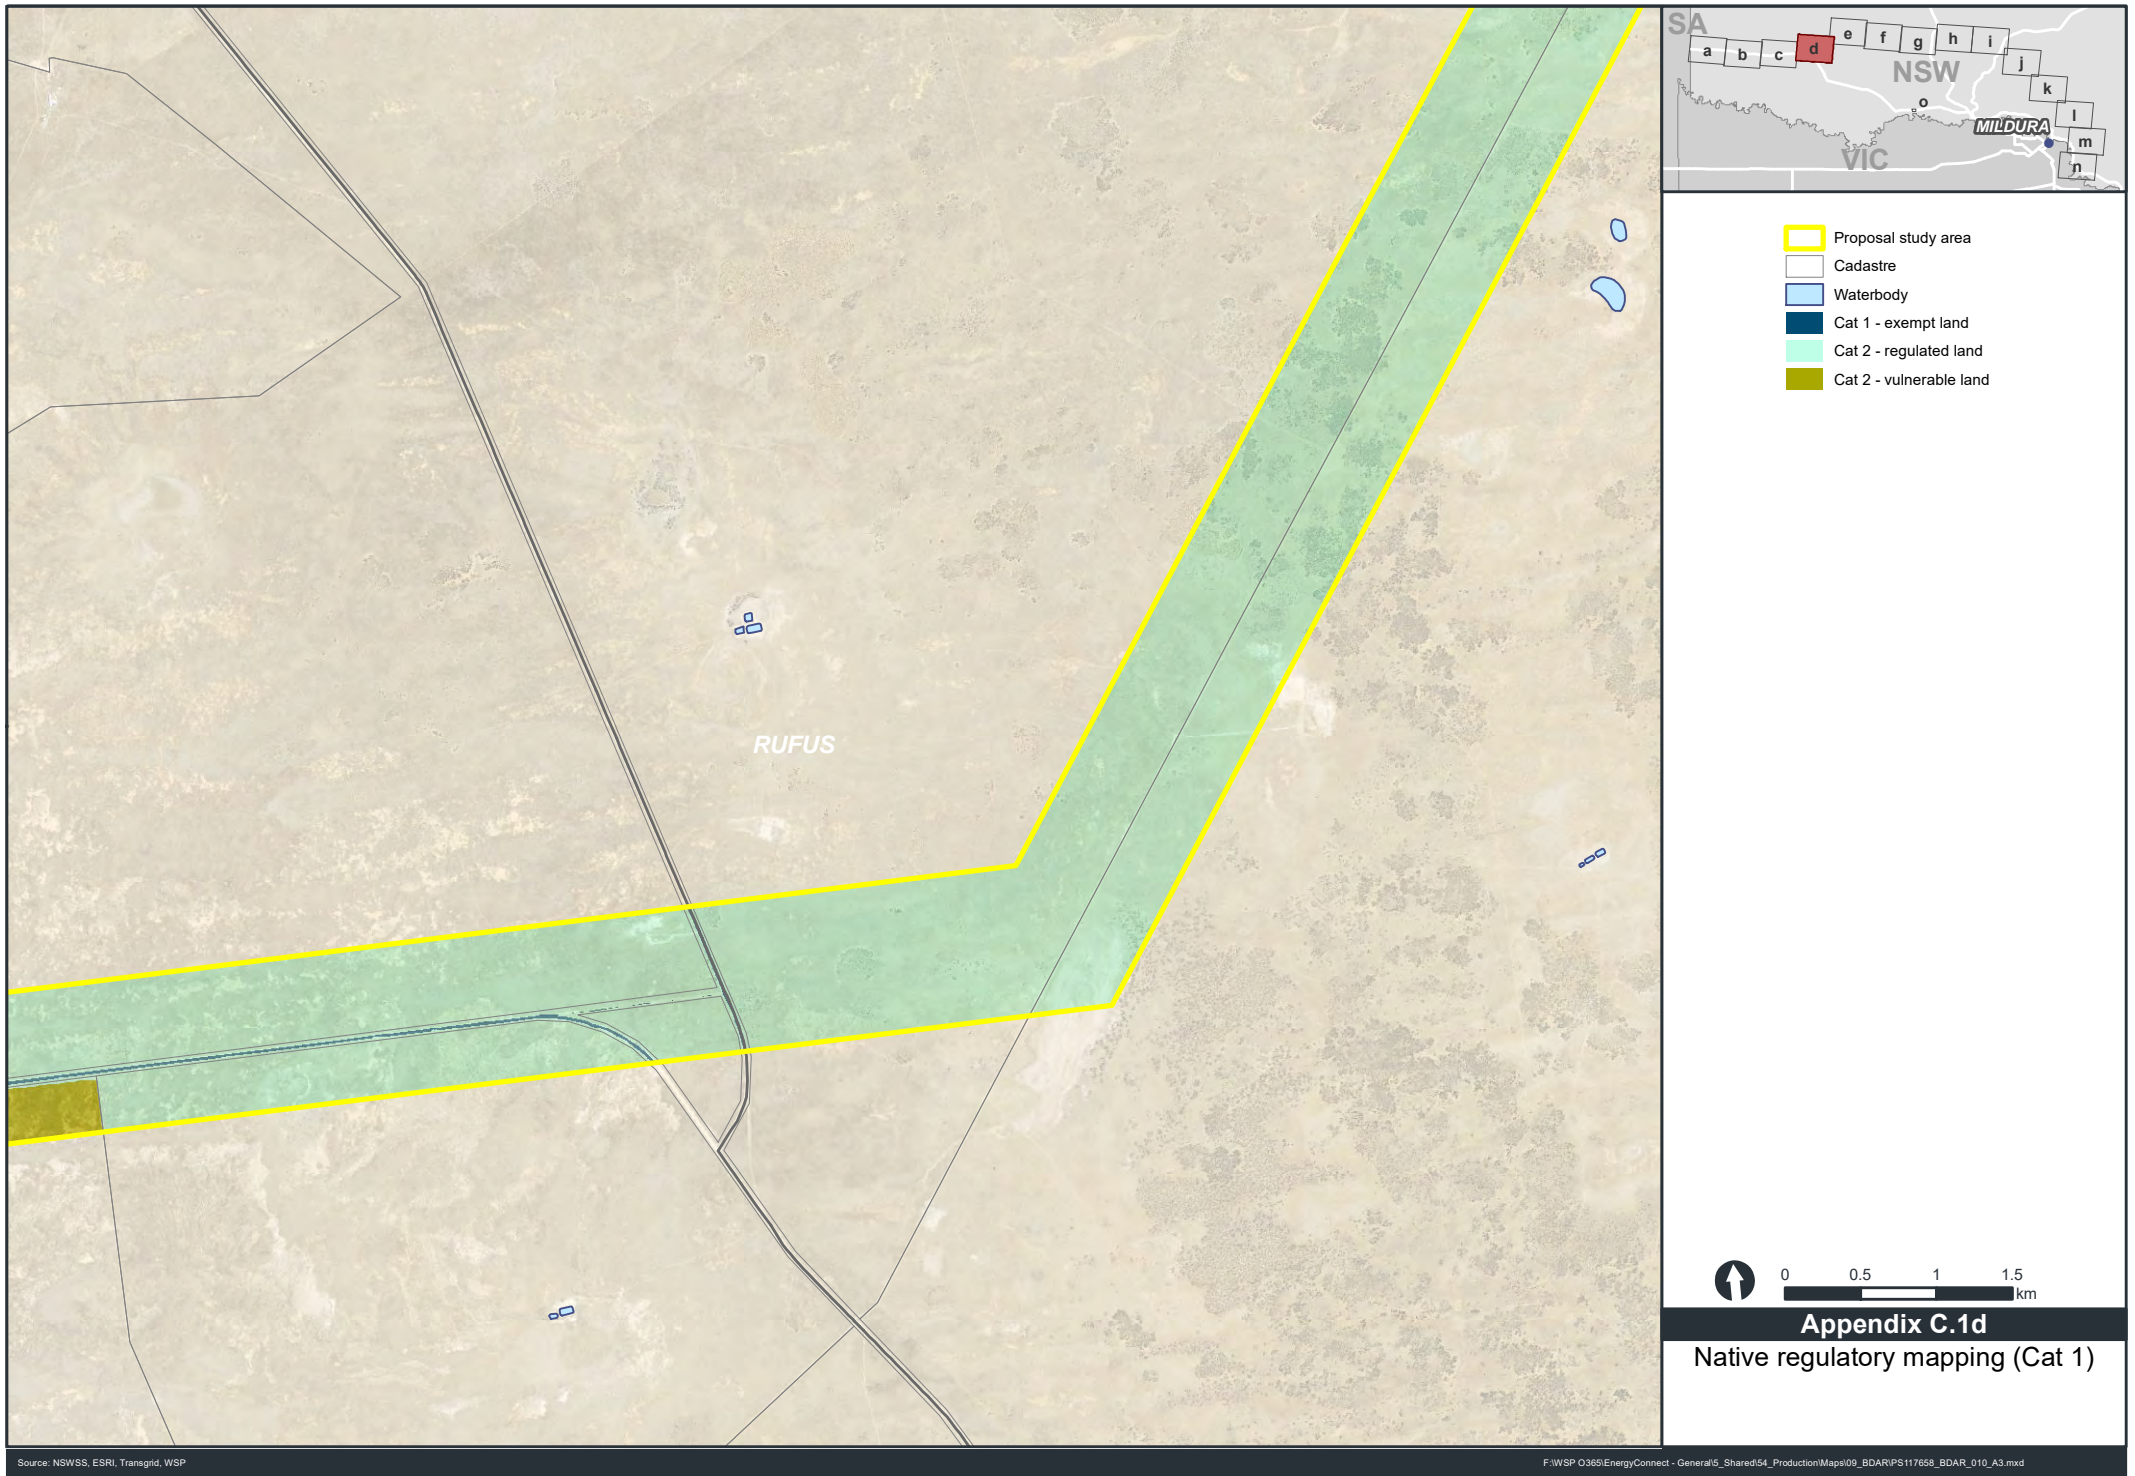 RUFUS
SA
a
b
c
d
e
f
g
h
i
j
k
l
m
n
o
NSW
MILDURA
VIC
Proposal study area
Cadastre
Waterbody
Cat 1 - exempt land
Cat 2 - regulated land
Cat 2 - vulnerable land
0 0.5 1 1.5
km
Appendix C.1d
Native regulatory mapping (Cat 1)
Source: NSWSS, ESRI, Transgrid, WSP
F:\WSP O365\EnergyConnect - General\5_Shared\54_Production\Maps\09_BDAR\PS117658_BDAR_010_A3.mxd